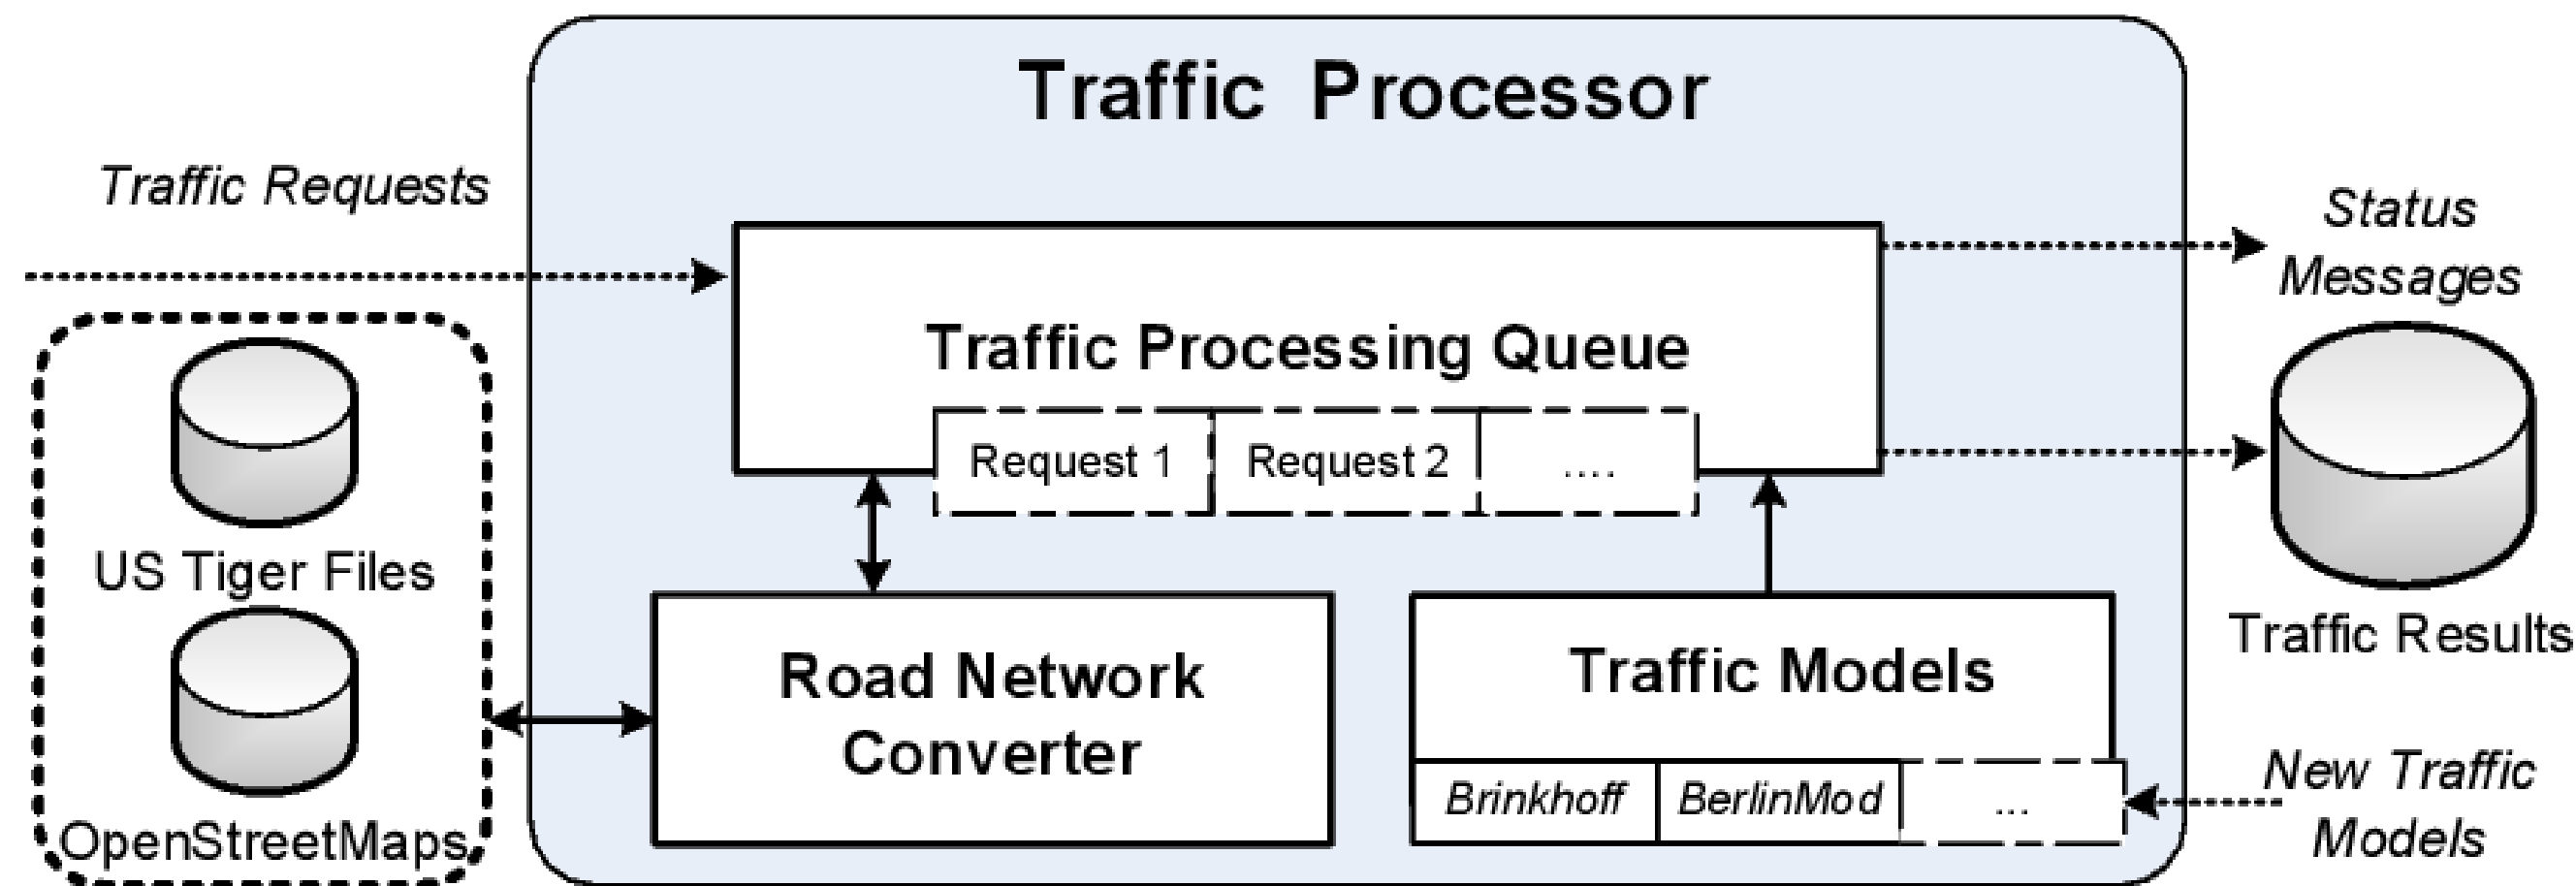 Traffic Processor
Traffic Requests
Status
Messages
Traffic Processing Queue
Request 1
Request 2
....
US Tiger Files
OpenStreetMaps
Road Network
Converter
Traffic Models
Brinkhoff
BerlinMod
...
Traffic Results
New Traffic
Models